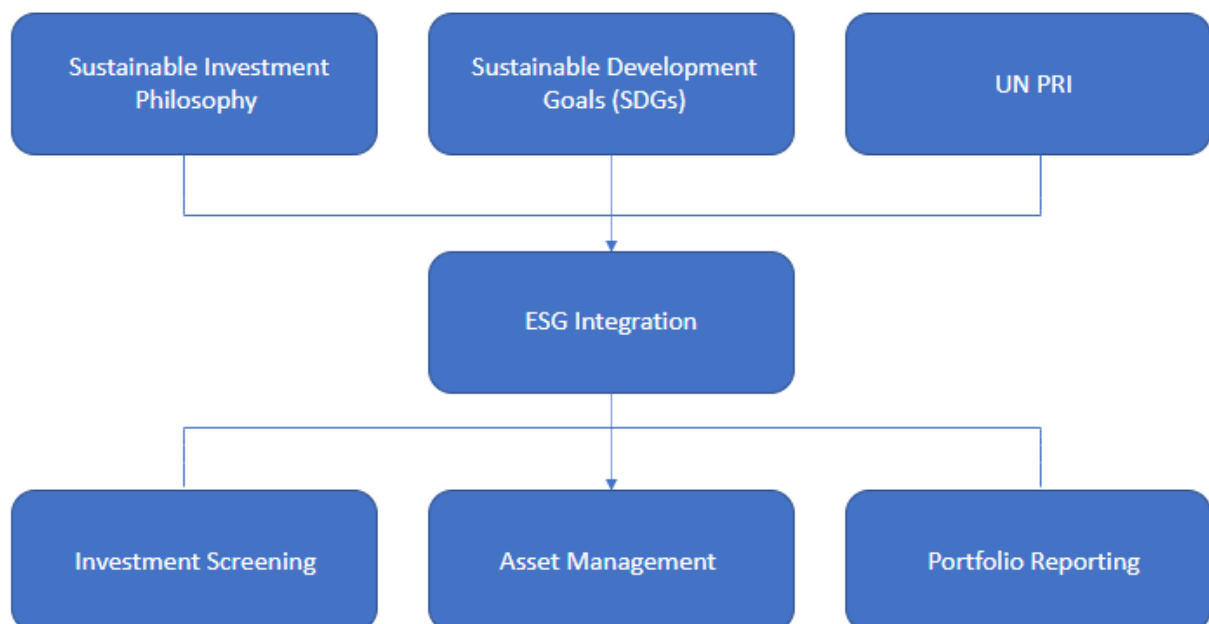 Sustainable Investment
Philosophy
Sustainable Development
Goals (SDGs)
UN PRI
ESG Integration
Investment Screening
Asset Management
Portfolio Reporting